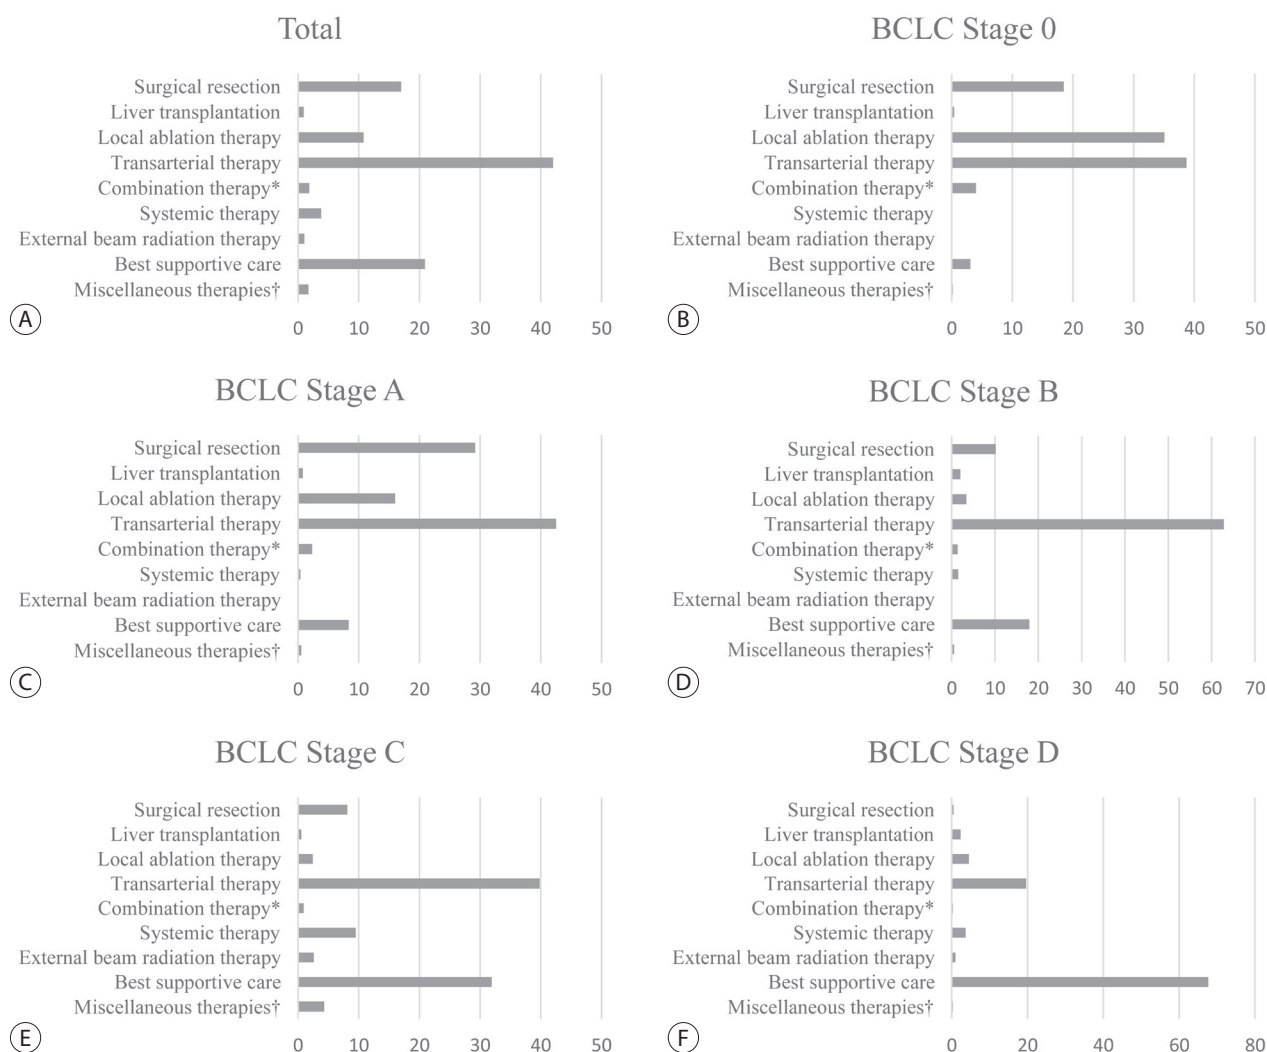 Total
Surgical resection
Liver transplantation
Local ablation therapy
Transarterial therapy
Combination therapy*
Systemic therapy
External beam radiation therapy
Best supportive care
Miscellaneous therapies†
0 10 20 30 40 50
A
BCLC Stage 0
Surgical resection
Liver transplantation
Local ablation therapy
Transarterial therapy
Combination therapy*
Systemic therapy
External beam radiation therapy
Best supportive care
Miscellaneous therapies†
0 10 20 30 40 50
B
BCLC Stage A
Surgical resection
Liver transplantation
Local ablation therapy
Transarterial therapy
Combination therapy*
Systemic therapy
External beam radiation therapy
Best supportive care
Miscellaneous therapies†
0 10 20 30 40 50
C
BCLC Stage B
Surgical resection
Liver transplantation
Local ablation therapy
Transarterial therapy
Combination therapy*
Systemic therapy
External beam radiation therapy
Best supportive care
Miscellaneous therapies†
0 10 20 30 40 50 60 70
D
BCLC Stage C
Surgical resection
Liver transplantation
Local ablation therapy
Transarterial therapy
Combination therapy*
Systemic therapy
External beam radiation therapy
Best supportive care
Miscellaneous therapies†
0 10 20 30 40 50
E
BCLC Stage D
Surgical resection
Liver transplantation
Local ablation therapy
Transarterial therapy
Combination therapy*
Systemic therapy
External beam radiation therapy
Best supportive care
Miscellaneous therapies†
0 20 40 60 80
F